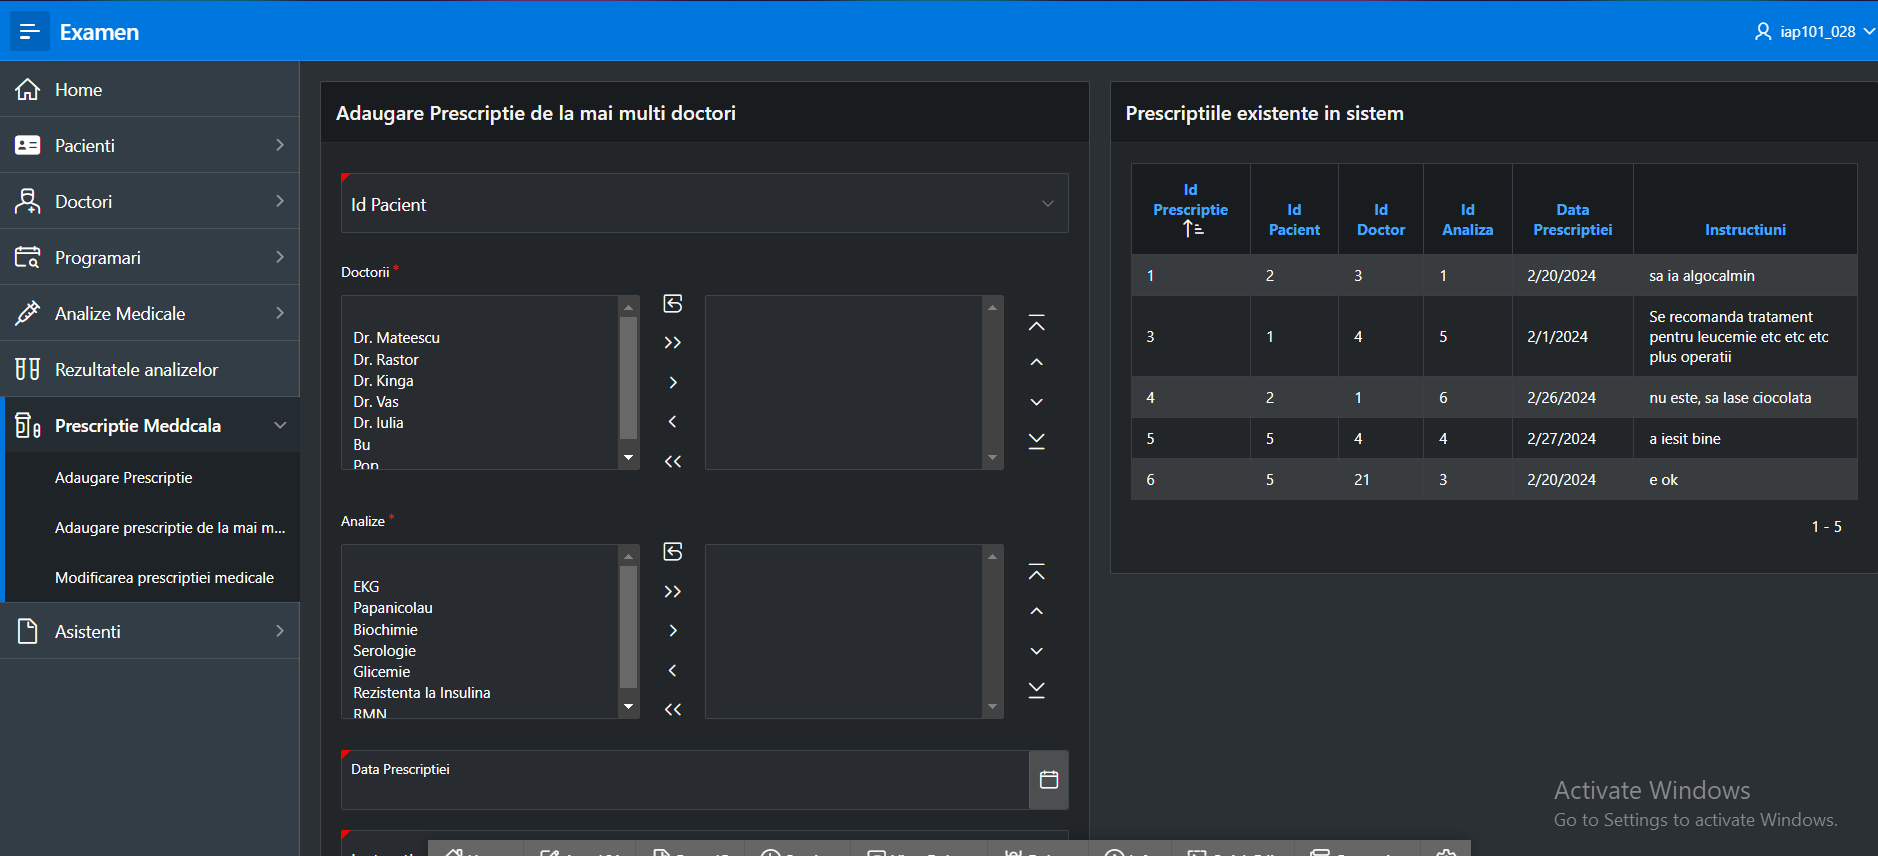 Examen
iap101_028
Home
Pacienti
Doctori
Programari
Analize Medicale
Rezultatele analizelor
Prescriptie Meddcala
Adaugare Prescriptie
Adaugare prescriptie de la mai m...
Modificarea prescriptiei medicale
Asistenti
Adaugare Prescriptie de la mai multi doctori
Id Pacient
Doctorii *
Dr. Mateescu
Dr. Rastor
Dr. Kinga
Dr. Vas
Dr. Iulia
Bu
Pop
Analize *
EKG
Papanicolau
Biochimie
Serologie
Glicemie
Rezistenta la Insulina
RMN
Data Prescriptiei
Prescriptiile existente in sistem
Id Prescriptie Id Pacient Id Doctor Id Analiza Data Prescriptiei Instructiuni
1 2 3 1 2/20/2024 sa ia algocalmin
3 1 4 5 2/1/2024 Se recomanda tratament
pentru leucemie etc etc etc
plus operatii
4 2 1 6 2/26/2024 nu este, sa lase ciocolata
5 5 4 4 2/27/2024 a iesit bine
6 5 21 3 2/20/2024 e ok
1 - 5
Activate Windows
Go to Settings to activate Windows.